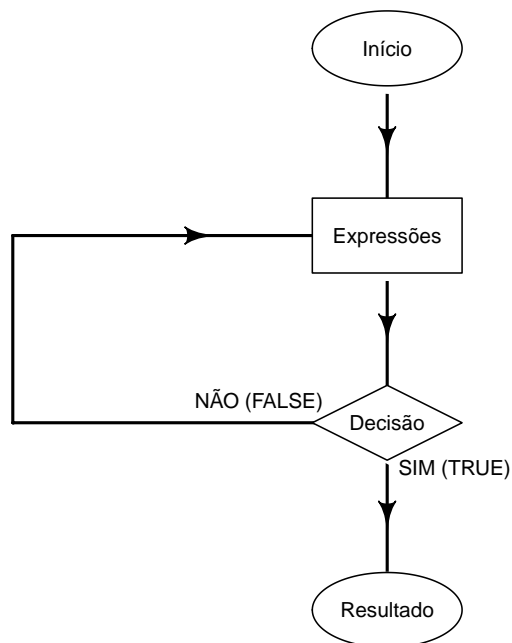 Início
Expressões
NÃO (FALSE)
Decisão
SIM (TRUE)
Resultado